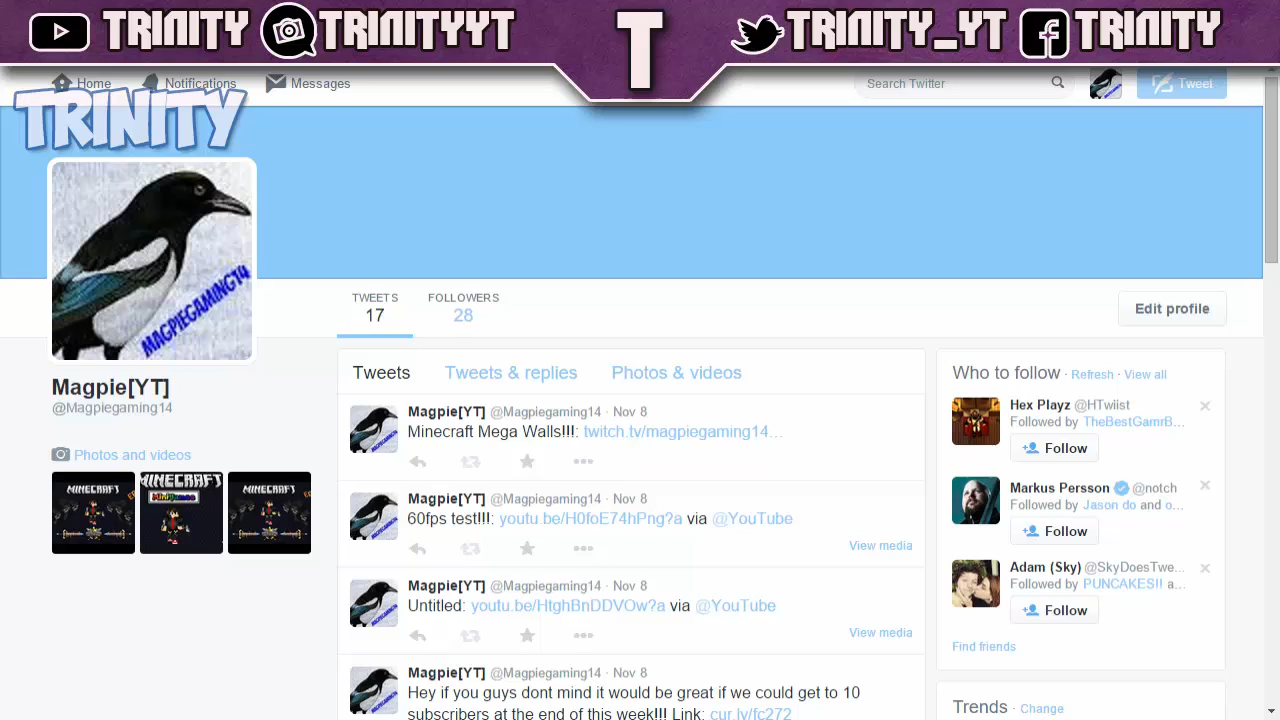 TRINITY TRINITYYT T TRINITY_YT TRINITY
Home Notifications Messages Search Twitter Tweet
TRINITY
MAGPIEGAMING14
TWEETS FOLLOWERS
17 28
Edit profile
Magpie[YT]
@Magpiegaming14
Photos and videos
MINECRAFT MINECRAFT MINECRAFT
Tweets Tweets & replies Photos & videos
Magpie[YT] @Magpiegaming14 · Nov 8
Minecraft Mega Walls!!!: twitch.tv/magpiegaming14…
Magpie[YT] @Magpiegaming14 · Nov 8
60fps test!!!: youtu.be/H0foE74hPng?a via @YouTube
View media
Magpie[YT] @Magpiegaming14 · Nov 8
Untitled: youtu.be/HtghBnDDVOw?a via @YouTube
View media
Magpie[YT] @Magpiegaming14 · Nov 8
Hey if you guys dont mind it would be great if we could get to 10
subscribers at the end of this week!!! Link: cur.lv/fc272
Who to follow · Refresh · View all
Hex Playz @HTwiist
Followed by TheBestGamrB...
Follow
Markus Persson @notch
Followed by Jason do and o...
Follow
Adam (Sky) @SkyDoesTwe...
Followed by PUNCAKES!! a...
Follow
Find friends
Trends · Change